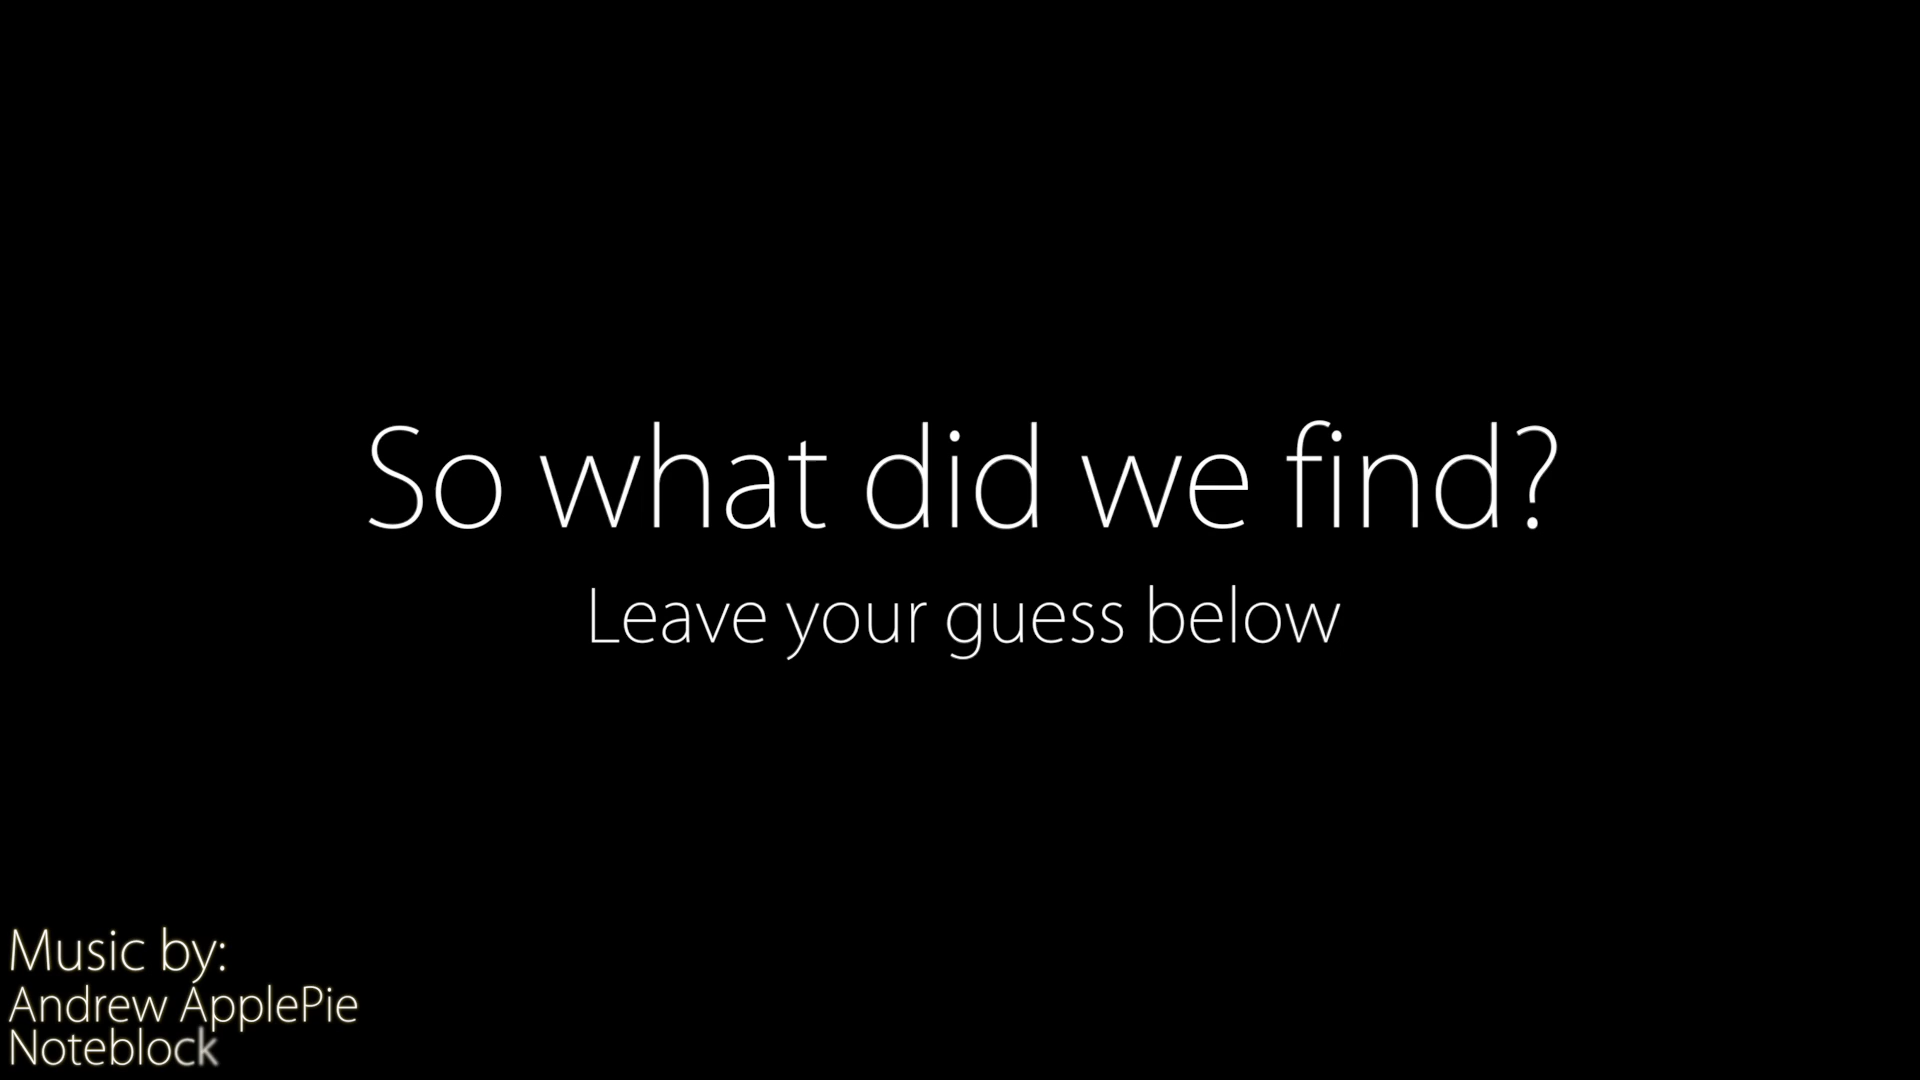 So what did we find?
Leave your guess below
Music by:
Andrew ApplePie
Noteblock